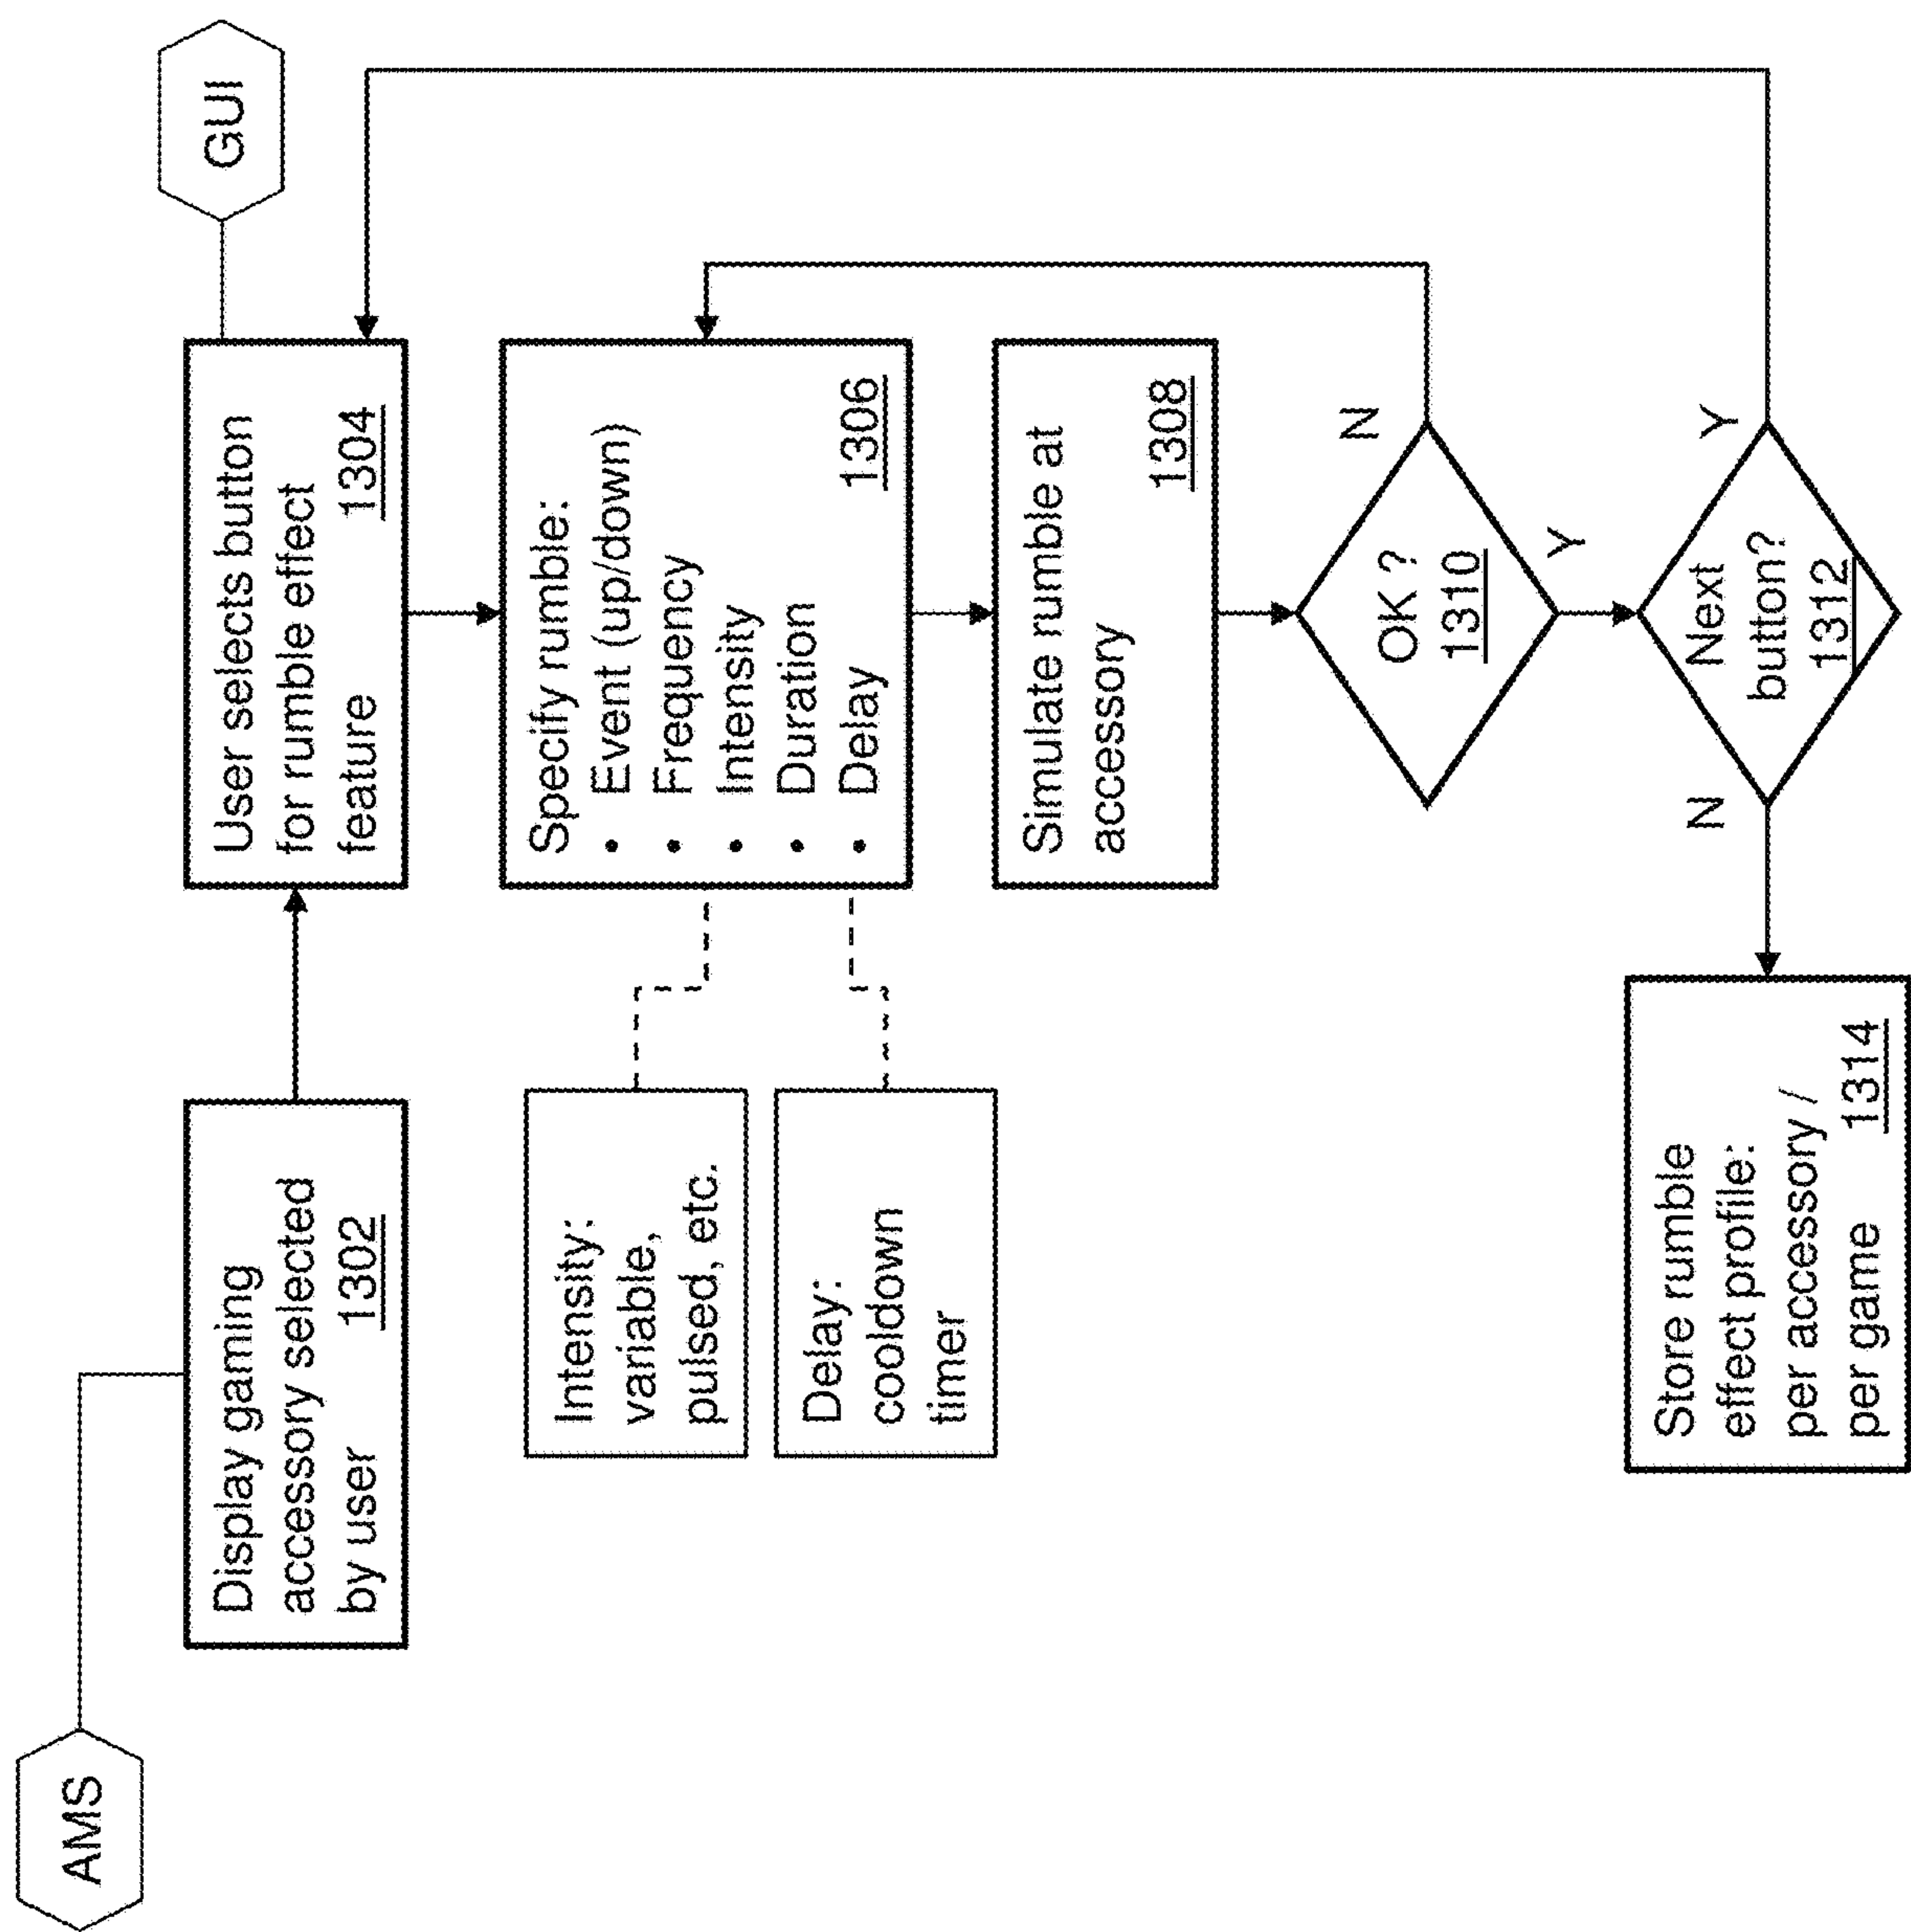 AMS
GUI
Display gaming
accessory selected
by user 1302
User selects button
for rumble effect
feature 1304
Intensity:
variable,
pulsed, etc.
Delay:
cooldown
timer
Specify rumble:
• Event (up/down)
• Frequency
• Intensity
• Duration
• Delay 1306
Simulate rumble at
accessory 1308
OK ?
1310
N
Y
Next
button?
1312
N
Y
Store rumble
effect profile:
per accessory /
per game 1314